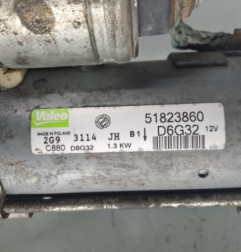 Valeo 51823860
MADE IN POLAND D6G32 12V
2G9 3114 JH B1
C880 D6G32 1.3 KW